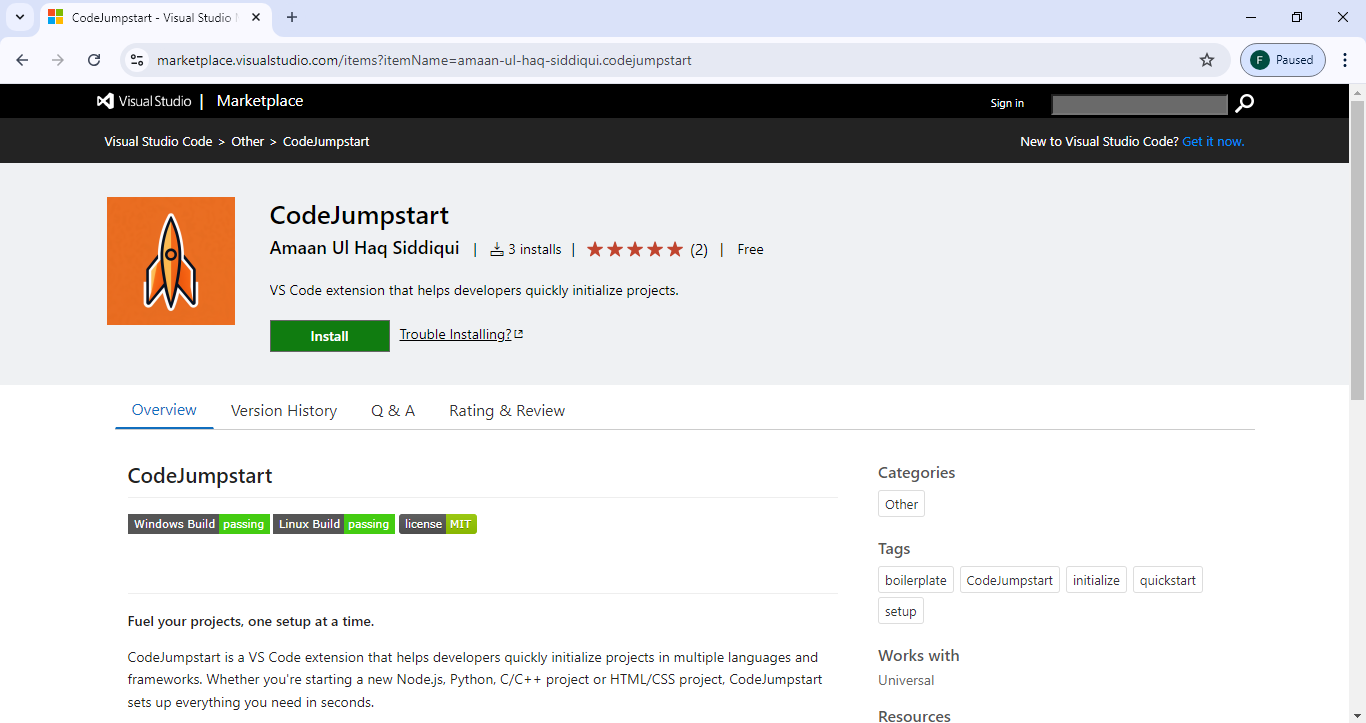 CodeJumpstart - Visual Studio
marketplace.visualstudio.com/items?itemName=amaan-ul-haq-siddiqui.codejumpstart
F Paused
Visual Studio | Marketplace
Sign in
Visual Studio Code > Other > CodeJumpstart
New to Visual Studio Code? Get it now.
CodeJumpstart
Amaan Ul Haq Siddiqui | 3 installs | (2) | Free
VS Code extension that helps developers quickly initialize projects.
Install Trouble Installing?
Overview Version History Q & A Rating & Review
CodeJumpstart
Windows Build passing Linux Build passing license MIT
Fuel your projects, one setup at a time.
CodeJumpstart is a VS Code extension that helps developers quickly initialize projects in multiple languages and
frameworks. Whether you're starting a new Node.js, Python, C/C++ project or HTML/CSS project, CodeJumpstart
sets up everything you need in seconds.
Categories
Other
Tags
boilerplate CodeJumpstart initialize quickstart
setup
Works with
Universal
Resources